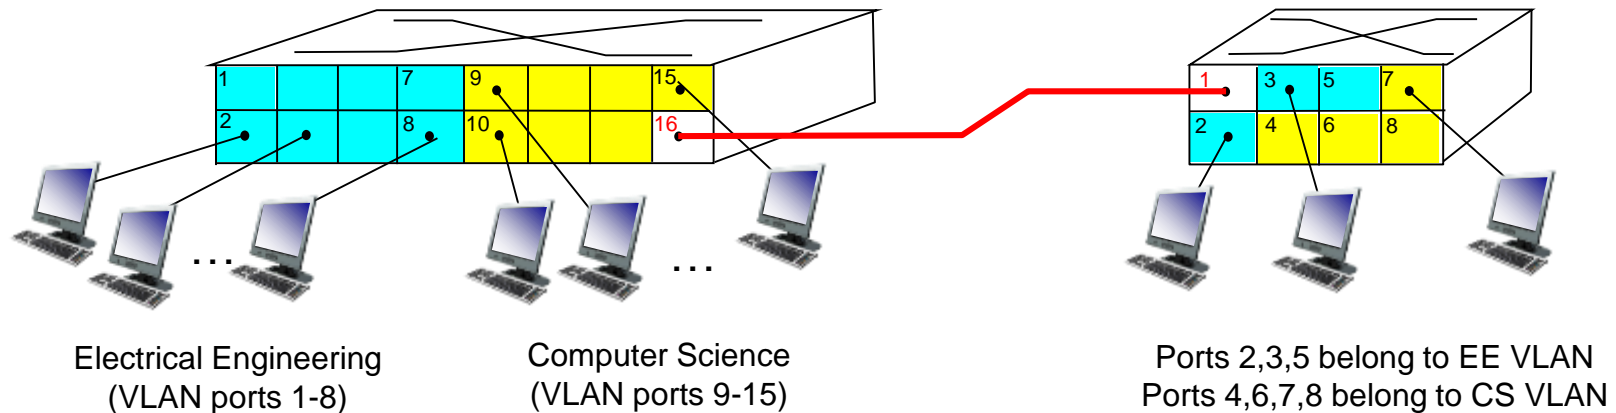 1 7 9 15
2 8 10 16
1 3 5 7
2 4 6 8
... ...
Electrical Engineering
(VLAN ports 1-8)
Computer Science
(VLAN ports 9-15)
Ports 2,3,5 belong to EE VLAN
Ports 4,6,7,8 belong to CS VLAN